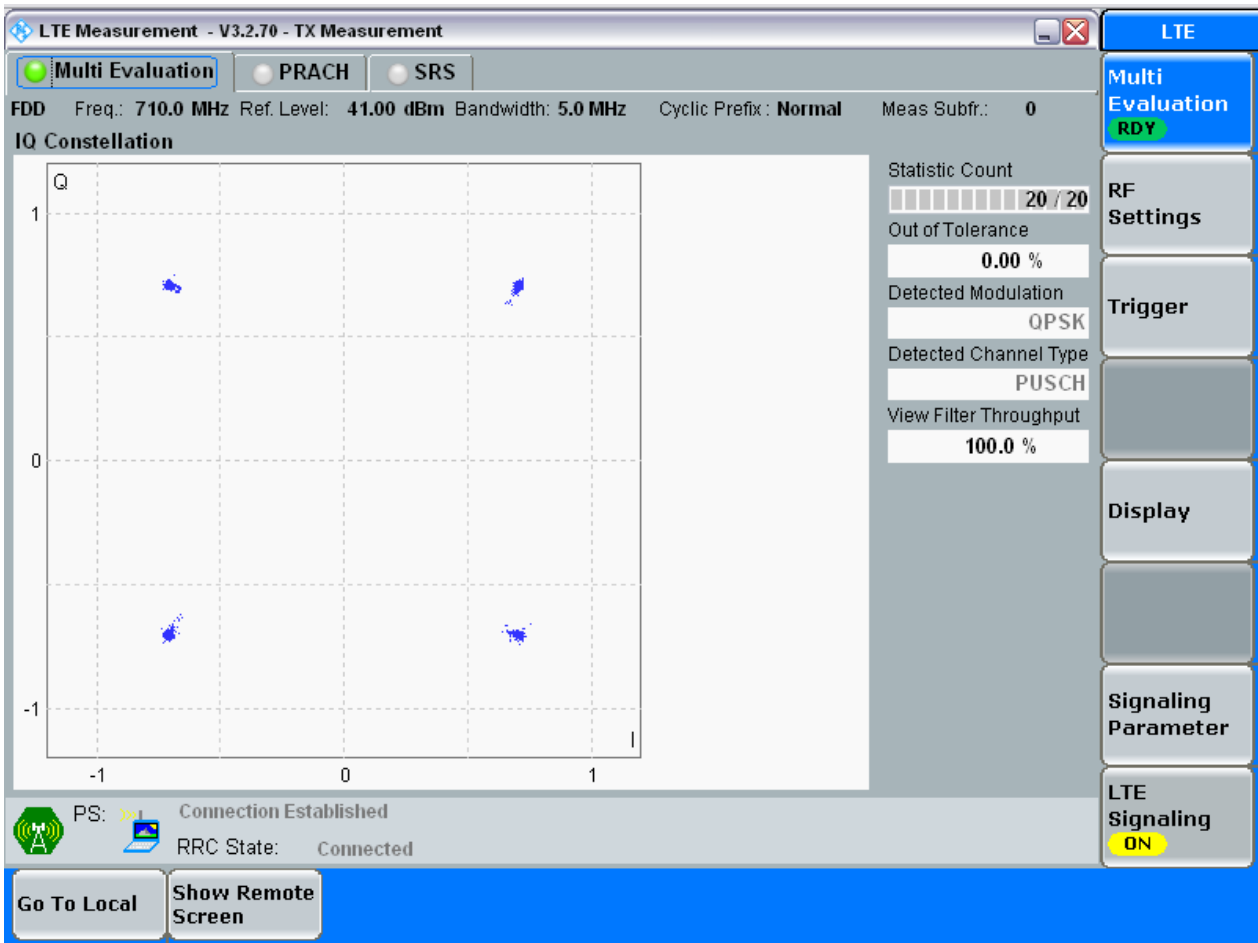 LTE Measurement - V3.2.70 - TX Measurement
LTE
Multi Evaluation PRACH SRS
FDD Freq.: 710.0 MHz Ref. Level: 41.00 dBm Bandwidth: 5.0 MHz Cyclic Prefix : Normal Meas Subfr.: 0
IQ Constellation
Q
1
0
-1
I
-1 0 1
Statistic Count
20 / 20
Out of Tolerance
0.00 %
Detected Modulation
QPSK
Detected Channel Type
PUSCH
View Filter Throughput
100.0 %
Multi
Evaluation
RDY
RF
Settings
Trigger
Display
Signaling
Parameter
LTE
Signaling
ON
PS: Connection Established
RRC State: Connected
Go To Local
Show Remote
Screen